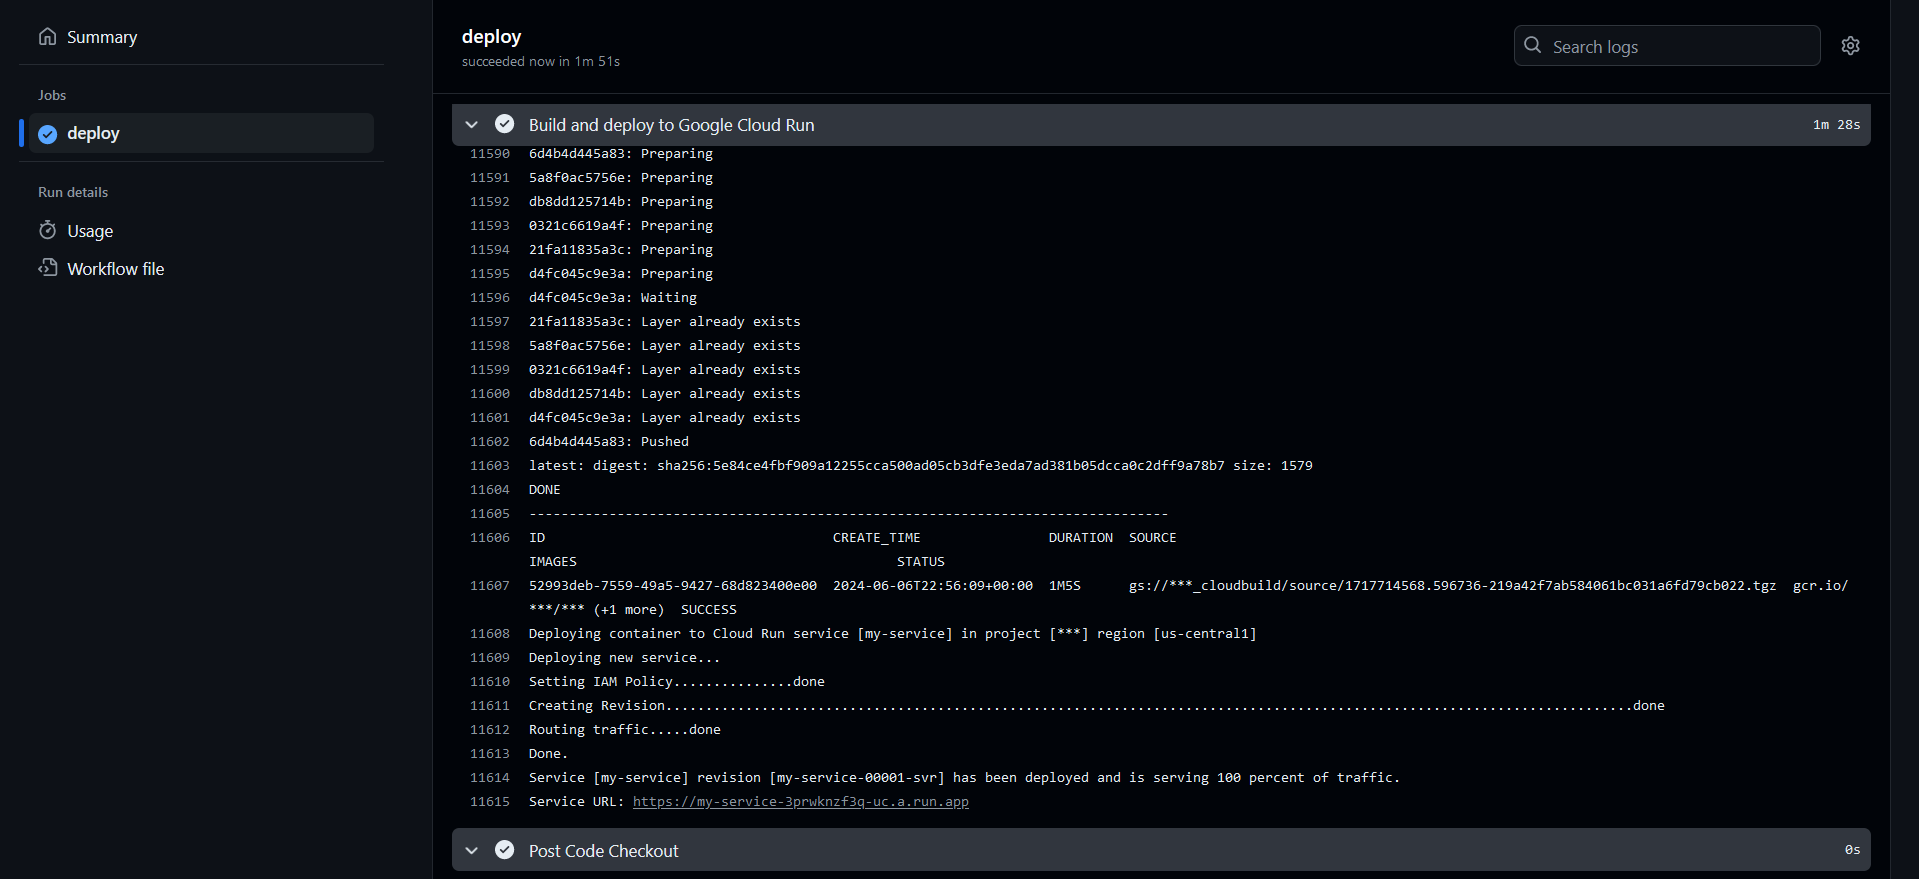 Summary
Jobs
deploy
Run details
Usage
Workflow file
deploy
succeeded now in 1m 51s
Search logs
Build and deploy to Google Cloud Run 1m 28s
11590 6d4b4d445a83: Preparing
11591 5a8f0ac5756e: Preparing
11592 db8dd125714b: Preparing
11593 0321c6619a4f: Preparing
11594 21fa11835a3c: Preparing
11595 d4fc045c9e3a: Preparing
11596 d4fc045c9e3a: Waiting
11597 21fa11835a3c: Layer already exists
11598 5a8f0ac5756e: Layer already exists
11599 0321c6619a4f: Layer already exists
11600 db8dd125714b: Layer already exists
11601 d4fc045c9e3a: Layer already exists
11602 6d4b4d445a83: Pushed
11603 latest: digest: sha256:5e84ce4fbf909a12255cca500ad05cb3dfe3eda7ad381b05dcca0c2dff9a78b7 size: 1579
11604 DONE
11605 --------------------------------------------------------------------------------
11606 ID CREATE_TIME DURATION SOURCE
IMAGES STATUS
11607 52993deb-7559-49a5-9427-68d823400e00 2024-06-06T22:56:09+00:00 1M5S gs://***_cloudbuild/source/1717714568.596736-219a42f7ab584061bc031a6fd79cb022.tgz gcr.io/
***/*** (+1 more) SUCCESS
11608 Deploying container to Cloud Run service [my-service] in project [***] region [us-central1]
11609 Deploying new service...
11610 Setting IAM Policy...............done
11611 Creating Revision.........................................................................................................................done
11612 Routing traffic.....done
11613 Done.
11614 Service [my-service] revision [my-service-00001-svr] has been deployed and is serving 100 percent of traffic.
11615 Service URL: https://my-service-3prwknzf3q-uc.a.run.app
Post Code Checkout 0s